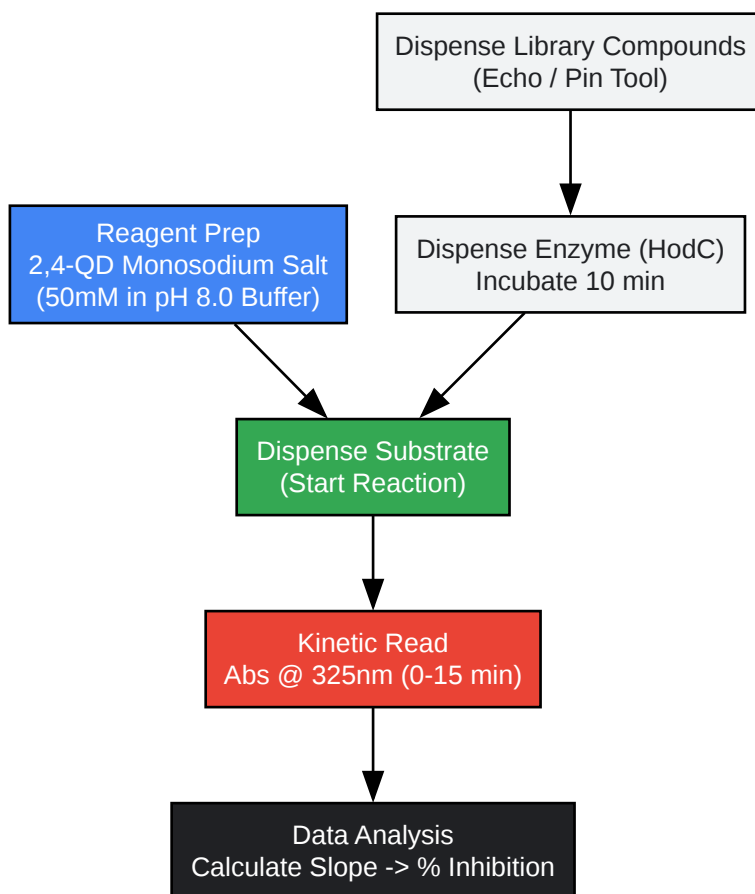 Dispense Library Compounds
(Echo / Pin Tool)
Reagent Prep
2,4-QD Monosodium Salt
(50mM in pH 8.0 Buffer)
Dispense Enzyme (HodC)
Incubate 10 min
Dispense Substrate
(Start Reaction)
Kinetic Read
Abs @ 325nm (0-15 min)
Data Analysis
Calculate Slope -> % Inhibition